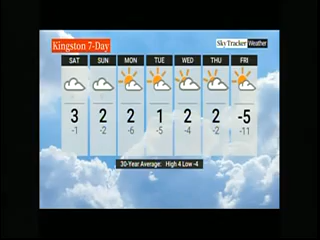 Kingston 7-Day
SkyTracker Weather
SAT SUN MON TUE WED THU FRI
3 2 2 1 2 2 -5
-1 -2 -6 -5 -4 -2 -11
30-Year Average: High 4 Low -4